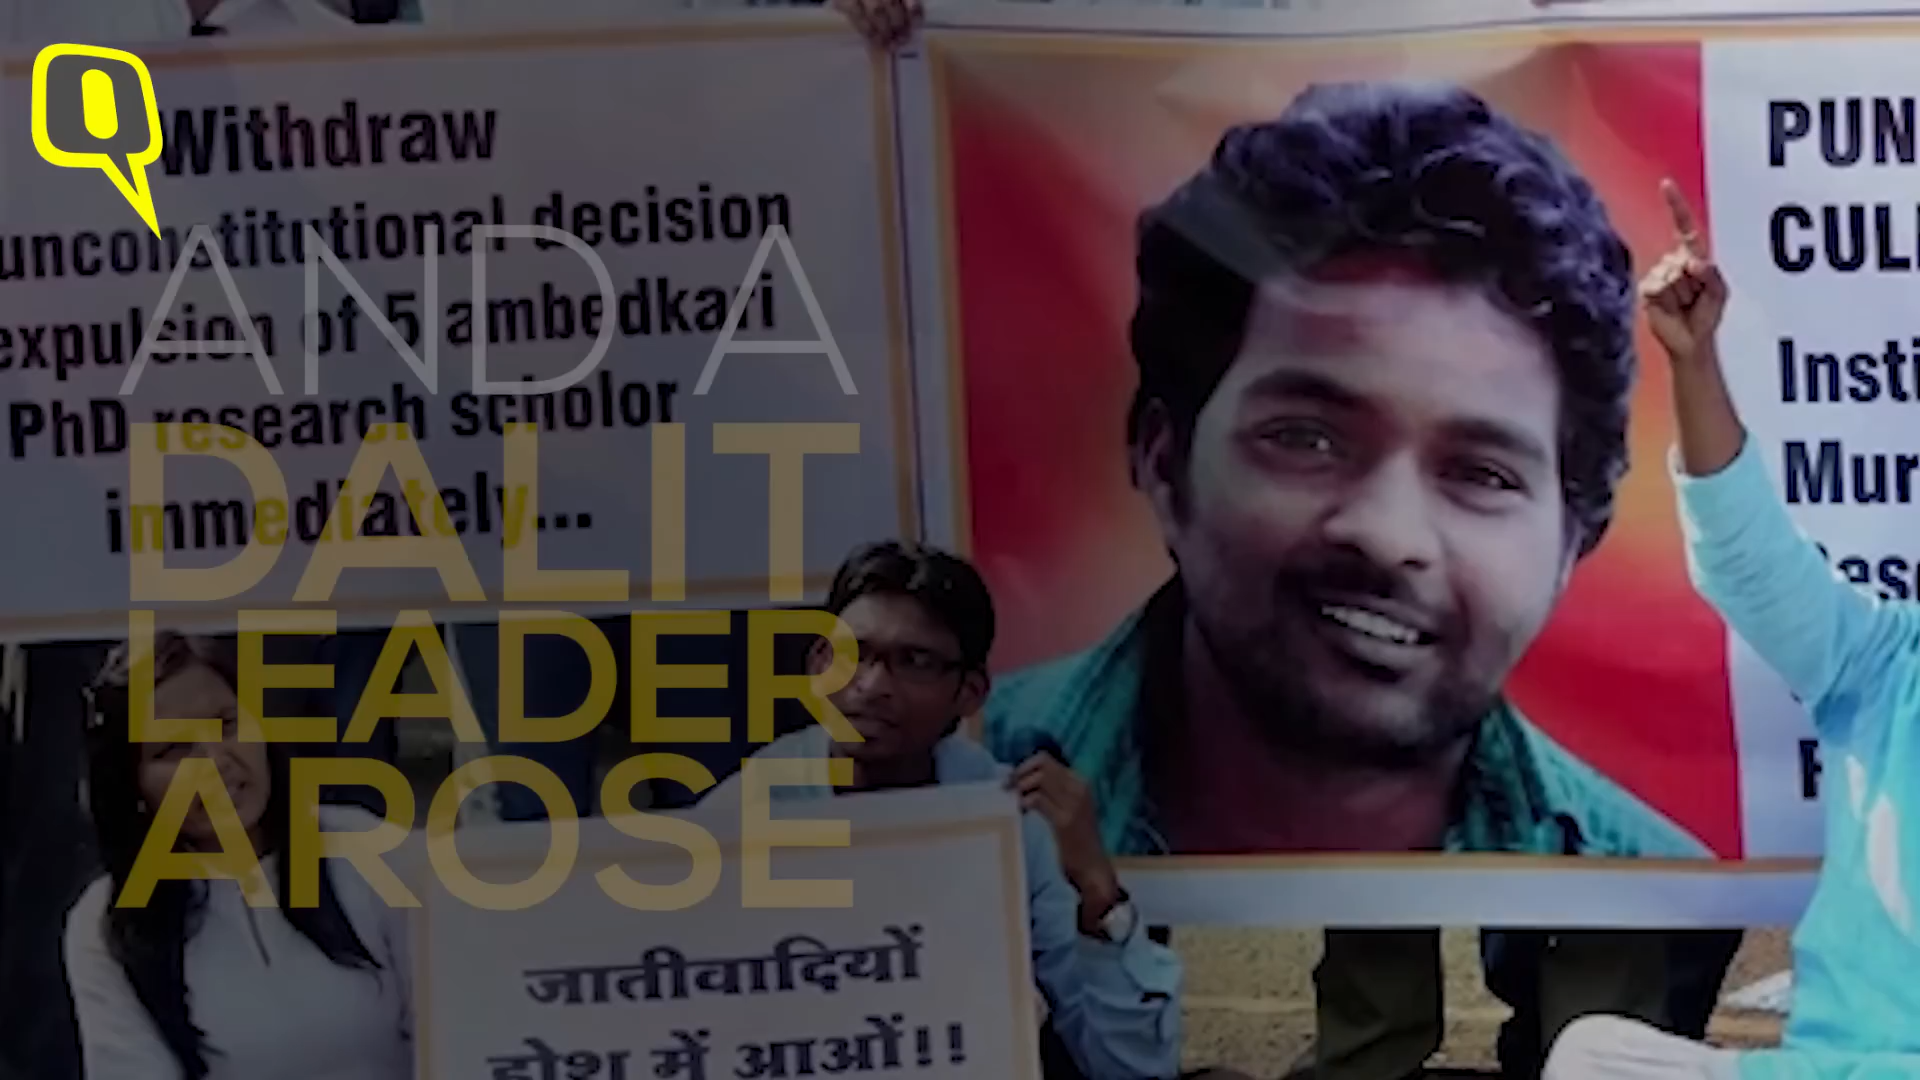 Withdraw
unconstitutional decision
expulsion of 5 ambedkari
PhD research scholor
immediately...
AND A
DALIT
LEADER
AROSE
PUN
CUL
Insti
Mur
जातीवादियों
होश में आओं!!